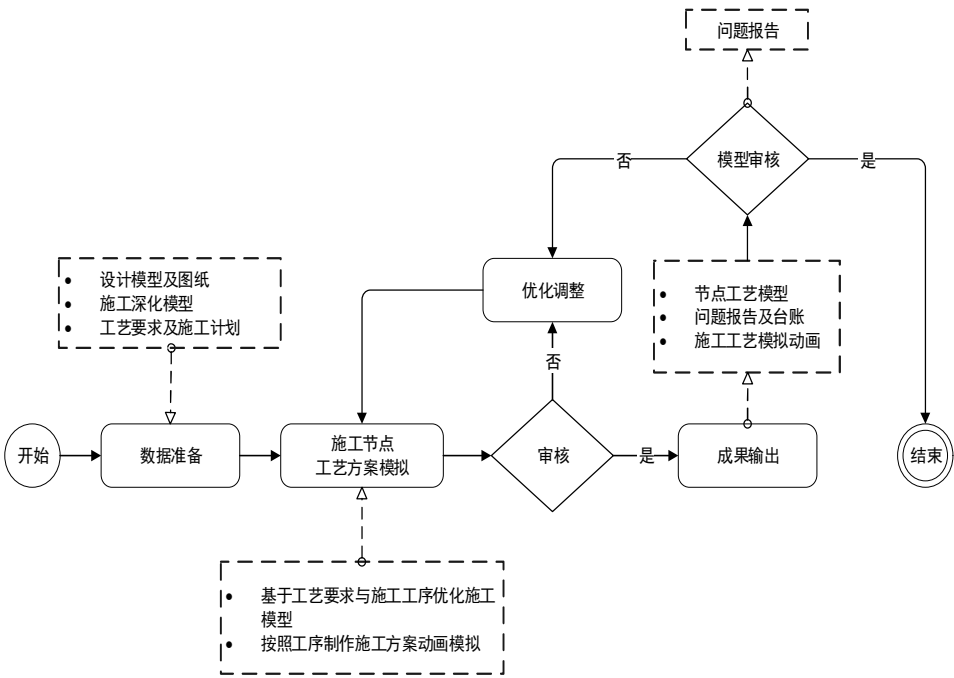 问题报告
模型审核
否
是
设计模型及图纸
施工深化模型
工艺要求及施工计划
优化调整
节点工艺模型
问题报告及台账
施工工艺模拟动画
否
开始
数据准备
施工节点
工艺方案模拟
审核
是
成果输出
结束
基于工艺要求与施工工序优化施工
模型
按照工序制作施工方案动画模拟